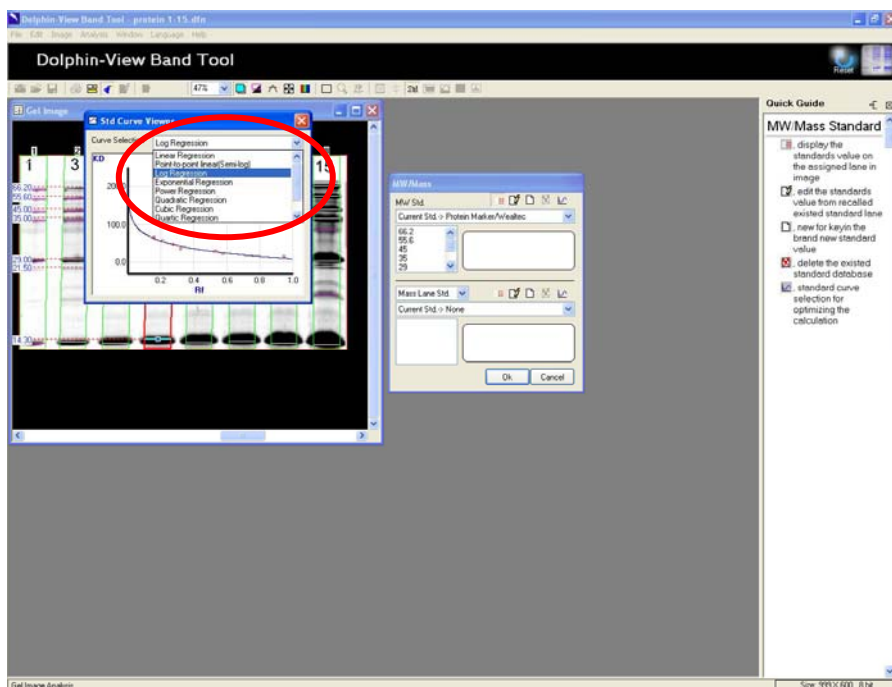 Dolphin-View Band Tool - protein 1-15.dfn
File Edit Image Analysis Window Language Help
Dolphin-View Band Tool
Reset
47%
Gel Image
Std Curve Viewer
Curve Selection
Log Regression
Linear Regression
Point-to-point linear(Semi-log)
Log Regression
Exponential Regression
Power Regression
Quadratic Regression
Cubic Regression
Quartic Regression
KD
200.0
100.0
0.0
0.2 0.4 0.6 0.8 1.0
Rf
1 3 15
66.20
55.60
45.00
35.00
29.00
21.50
14.30
MW/Mass
MW Std.
Current Std.-> Protein Marker/Wealtec
66.2
55.6
45
35
29
Mass Lane Std.
Current Std.-> None
Ok Cancel
Quick Guide
MW/Mass Standard
, display the
standards value on
the assigned lane in
image
, edit the standards
value from recalled
existed standard lane
, new for keyin the
brand new standard
value
, delete the existed
standard database
, standard curve
selection for
optimizing the
calculation
Gel Image Analysis
Size: 999 X 600, 8 bit